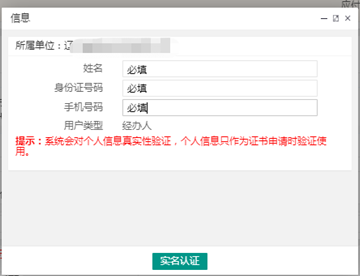 应付
信息
所属单位：辽
姓名 必填
身份证号码 必填
手机号码 必填
用户类型 经办人
提示：系统会对个人信息真实性验证，个人信息只作为证书申请时验证使
用。
实名认证